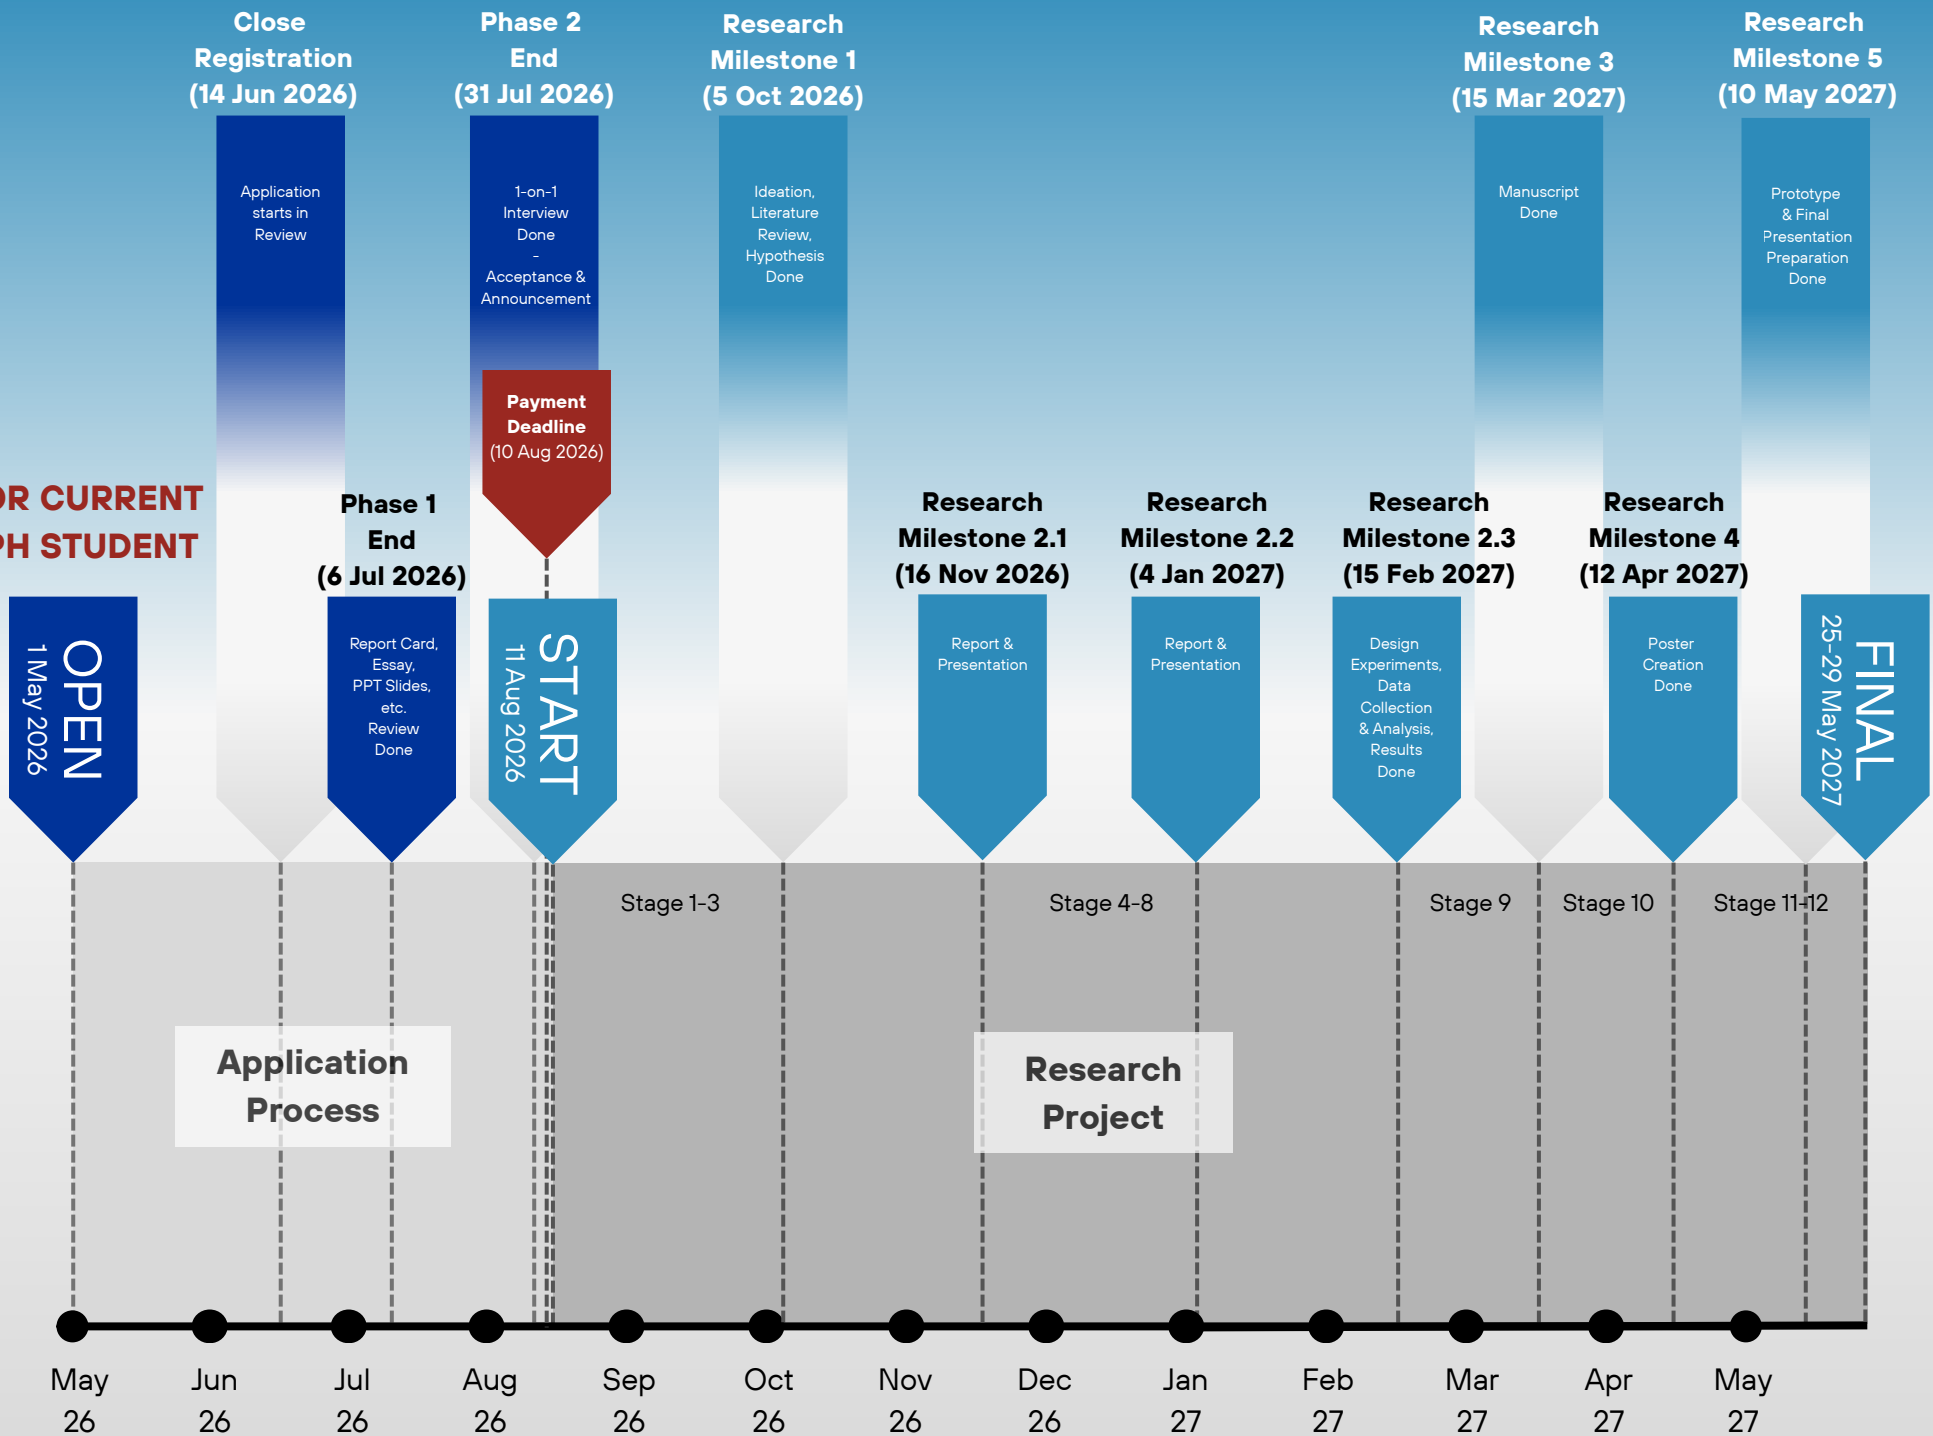 Close
Registration
(14 Jun 2026)
Application
starts in
Review
Phase 2
End
(31 Jul 2026)
1-on-1
Interview
Done
-
Acceptance &
Announcement
Payment
Deadline
(10 Aug 2026)
Research
Milestone 1
(5 Oct 2026)
Ideation,
Literature
Review,
Hypothesis
Done
Research
Milestone 3
(15 Mar 2027)
Manuscript
Done
Research
Milestone 5
(10 May 2027)
Prototype
& Final
Presentation
Preparation
Done
OR CURRENT
PH STUDENT
OPEN
1 May 2026
Phase 1
End
(6 Jul 2026)
Report Card,
Essay,
PPT Slides,
etc.
Review
Done
START
11 Aug 2026
Research
Milestone 2.1
(16 Nov 2026)
Report &
Presentation
Research
Milestone 2.2
(4 Jan 2027)
Report &
Presentation
Research
Milestone 2.3
(15 Feb 2027)
Design
Experiments,
Data
Collection
& Analysis,
Results
Done
Research
Milestone 4
(12 Apr 2027)
Poster
Creation
Done
FINAL
25-29 May 2027
Stage 1-3
Stage 4-8
Stage 9
Stage 10
Stage 11-12
Application
Process
Research
Project
May
26
Jun
26
Jul
26
Aug
26
Sep
26
Oct
26
Nov
26
Dec
26
Jan
27
Feb
27
Mar
27
Apr
27
May
27